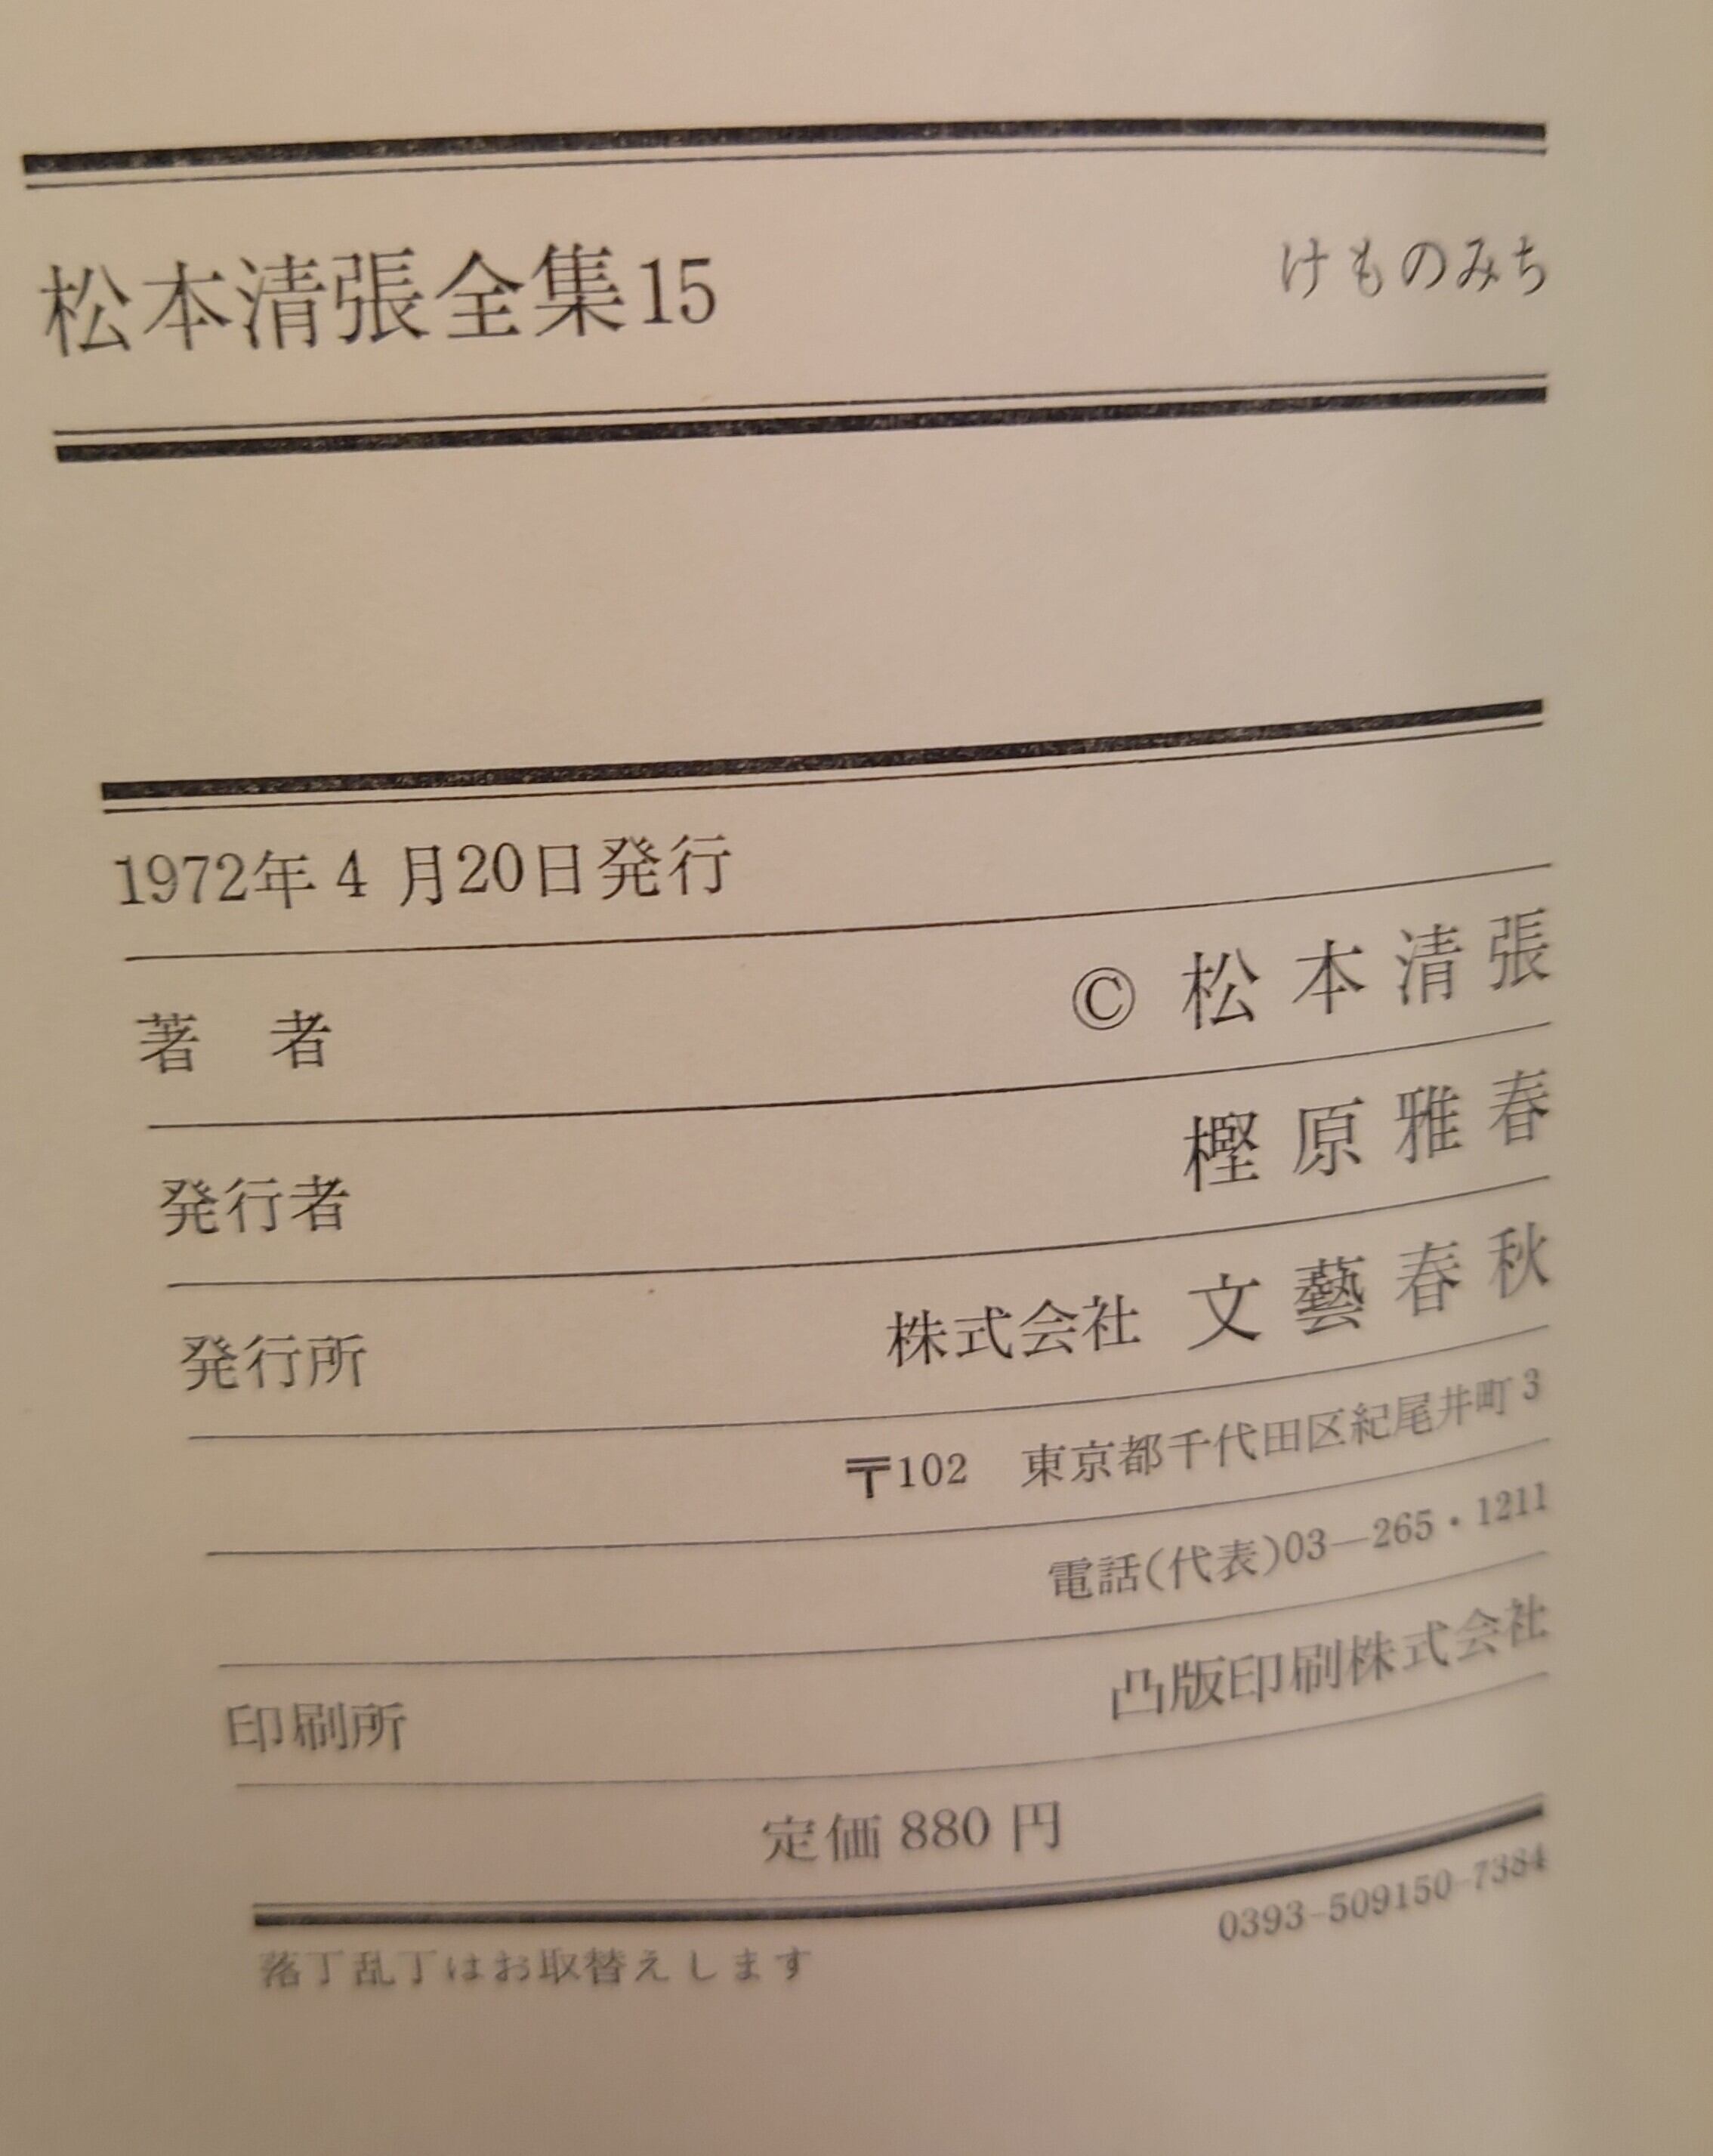 松本清張全集15 けものみち
1972年4月20日発行
著 者 © 松本清張
発行者 樫原雅春
発行所 株式会社 文藝春秋
〒102 東京都千代田区紀尾井町3
電話(代表)03—265・1211
印刷所 凸版印刷株式会社
定価 880 円
0393-509150-7384
落丁乱丁はお取替えします